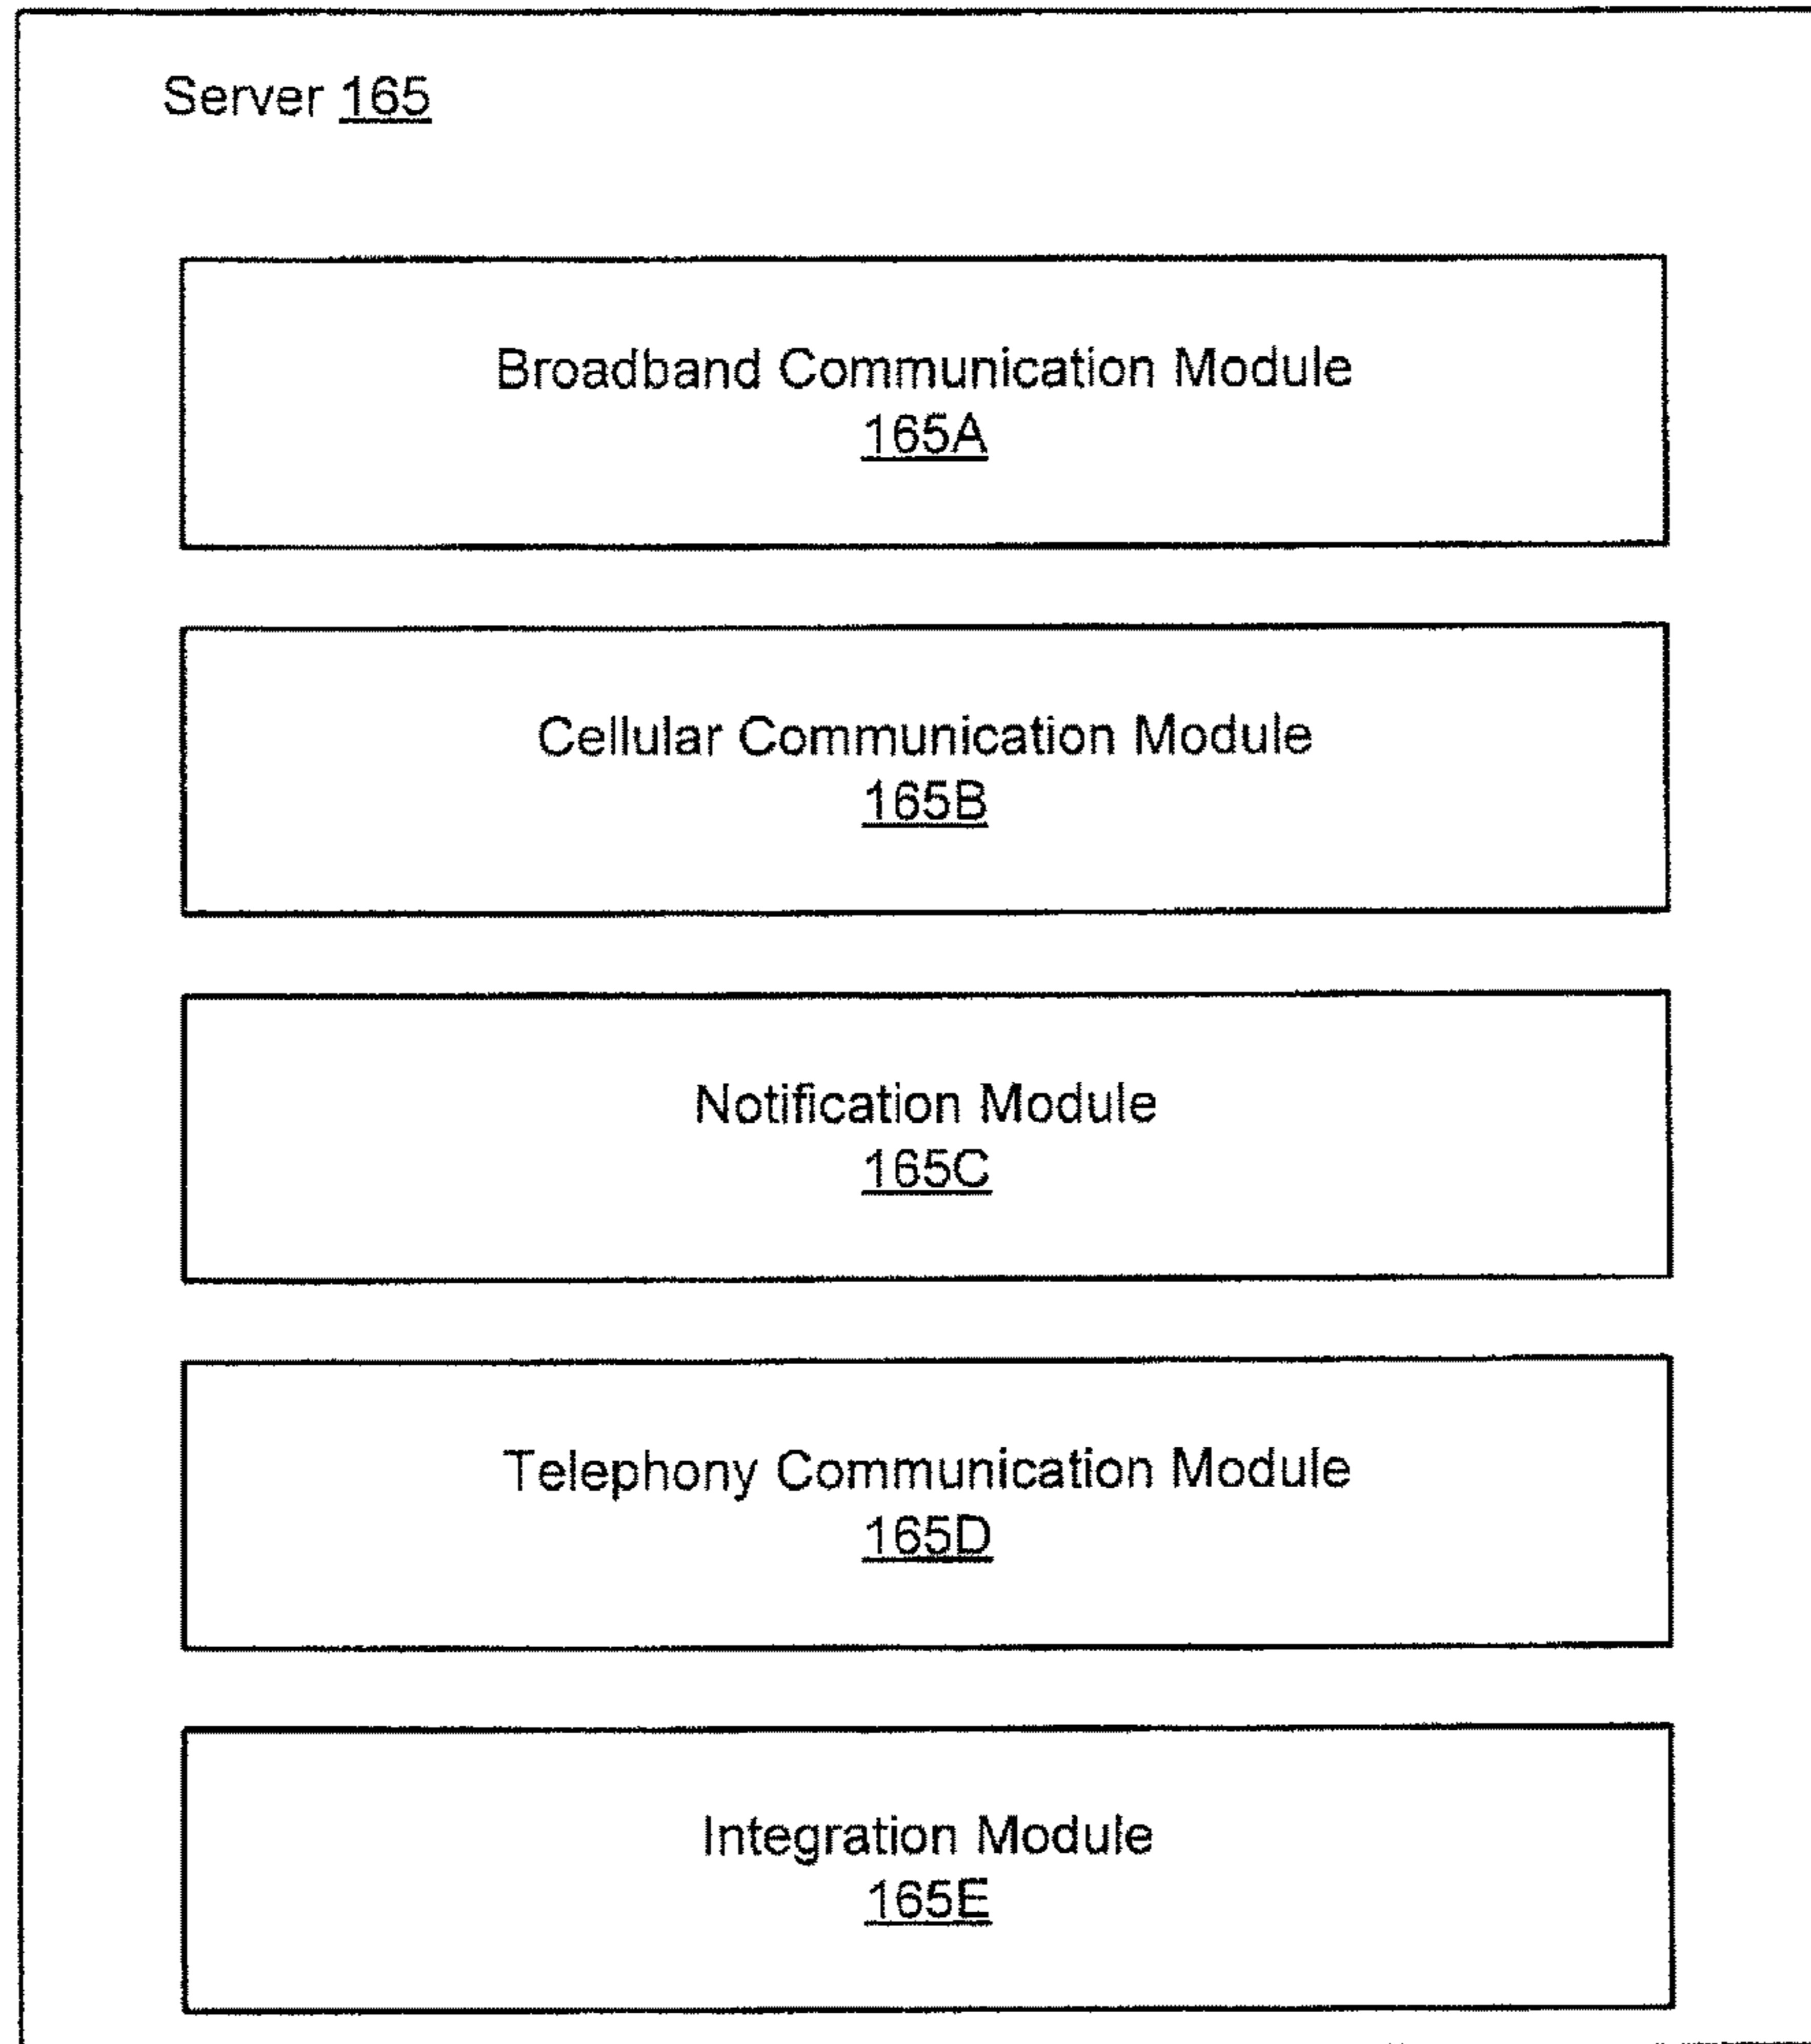 Server 165
Broadband Communication Module
165A
Cellular Communication Module
165B
Notification Module
165C
Telephony Communication Module
165D
Integration Module
165E